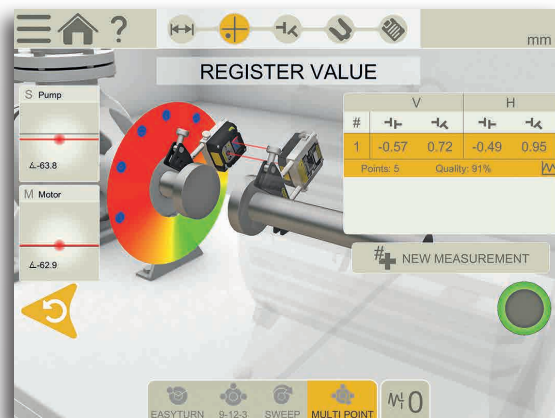 ?
mm
REGISTER VALUE
S Pump
∠-63.8
M Motor
∠-62.9
V H
#
1 -0.57 0.72 -0.49 0.95
Points: 5 Quality: 91%
# NEW MEASUREMENT
EASYTURN 9-12-3 SWEEP MULTI POINT
0